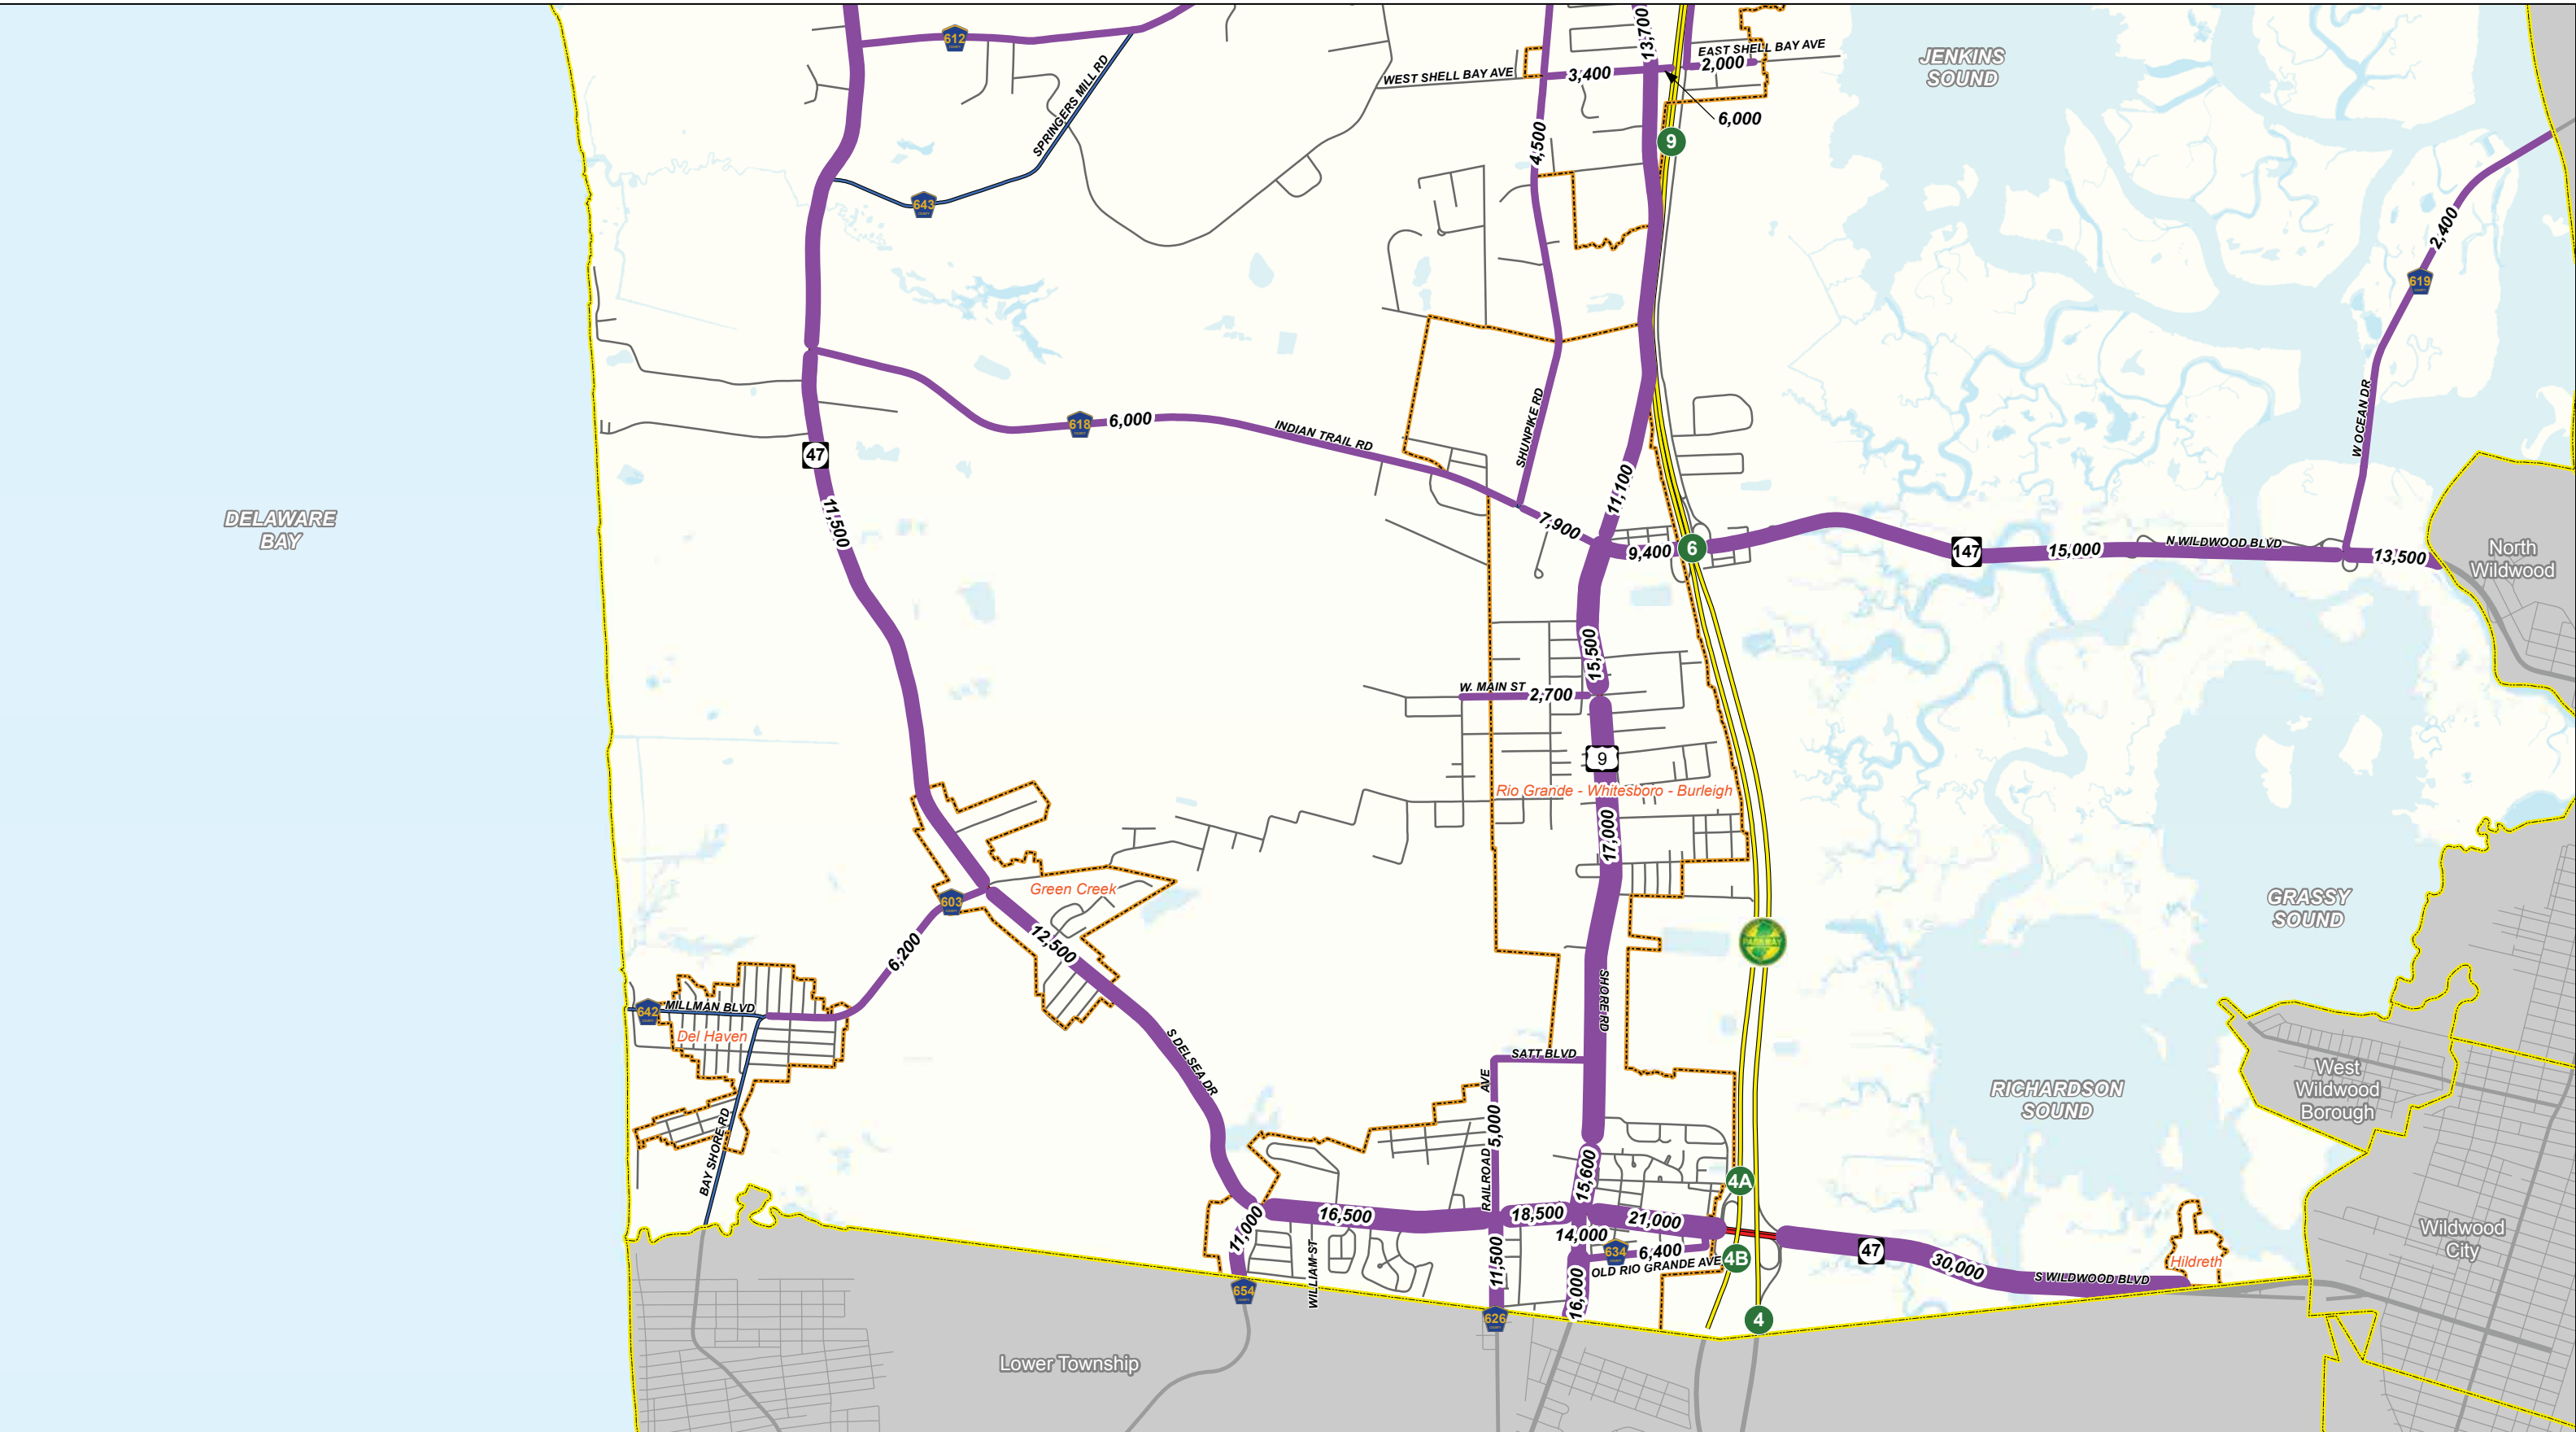 612
SPRINGERS MILL RD
643
WEST SHELL BAY AVE
3,400
13,700
EAST SHELL BAY AVE
2,000
6,000
9
4,500
JENKINS
SOUND
2,400
619
W OCEAN DR
618
6,000
INDIAN TRAIL RD
SHUNPIKE RD
47
11,500
DELAWARE
BAY
7,900
11,100
9,400
6
147
15,000
N WILDWOOD BLVD
13,500
North
Wildwood
15,500
W. MAIN ST
2,700
9
Rio Grande - Whitesboro - Burleigh
17,000
Green Creek
603
6,200
12,500
PARKWAY
GRASSY
SOUND
642
MILLMAN BLVD
Del Haven
BAY SHORE RD
S DELSEA DR
SHORE RD
SATT BLVD
RAILROAD
AVE
5,000
RICHARDSON
SOUND
West
Wildwood
Borough
15,600
4A
11,000
16,500
18,500
21,000
14,000
634
6,400
OLD RIO GRANDE AVE
4B
47
30,000
S WILDWOOD BLVD
Hildreth
Wildwood
City
WILLIAM ST
11,500
16,000
654
626
4
Lower Township